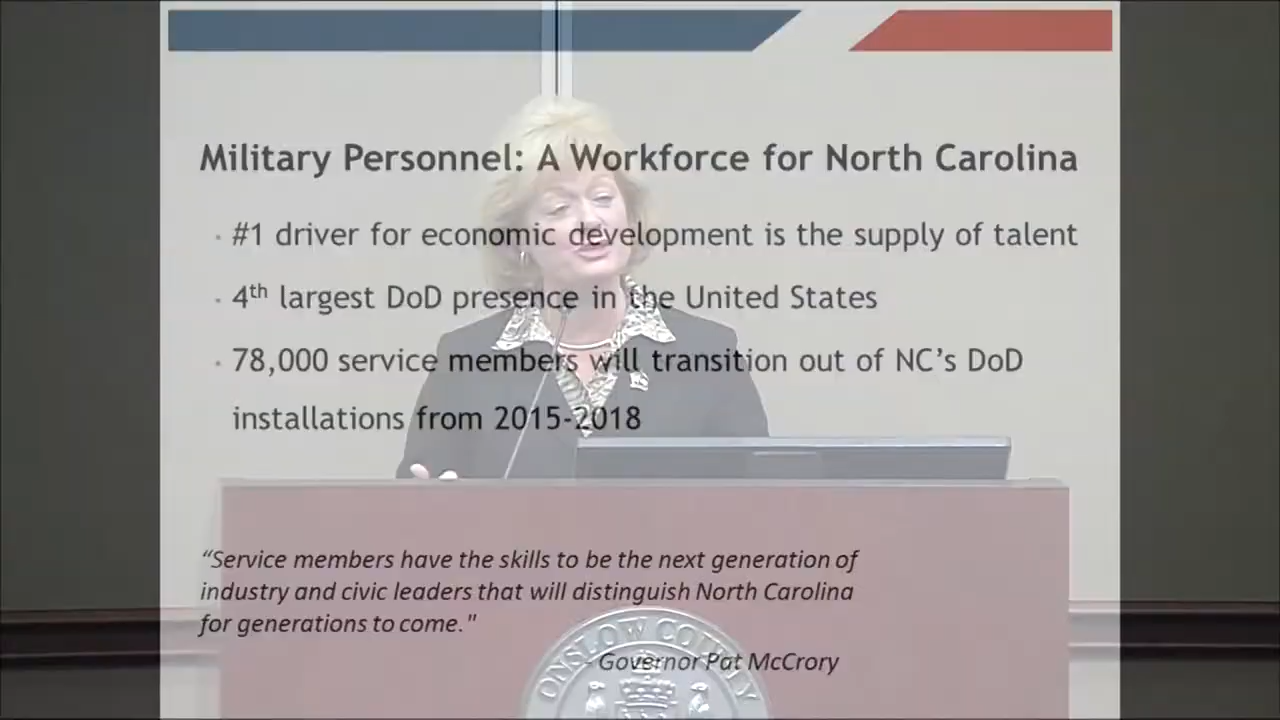 Military Personnel: A Workforce for North Carolina
· #1 driver for economic development is the supply of talent
· 4th largest DoD presence in the United States
· 78,000 service members will transition out of NC’s DoD
installations from 2015-2018
“Service members have the skills to be the next generation of
industry and civic leaders that will distinguish North Carolina
for generations to come."
- Governor Pat McCrory
ONSLOW COUNTY